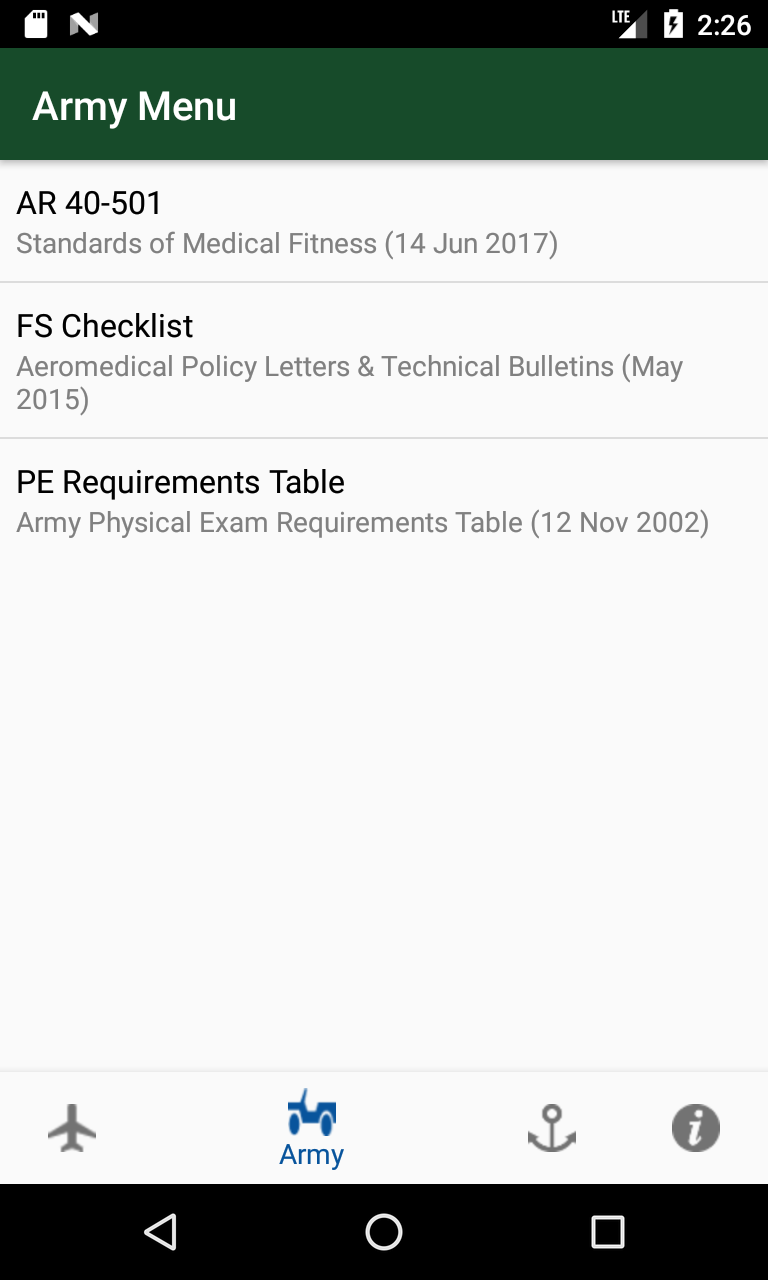 LTE 2:26
Army Menu
AR 40-501
Standards of Medical Fitness (14 Jun 2017)
FS Checklist
Aeromedical Policy Letters & Technical Bulletins (May
2015)
PE Requirements Table
Army Physical Exam Requirements Table (12 Nov 2002)
Army